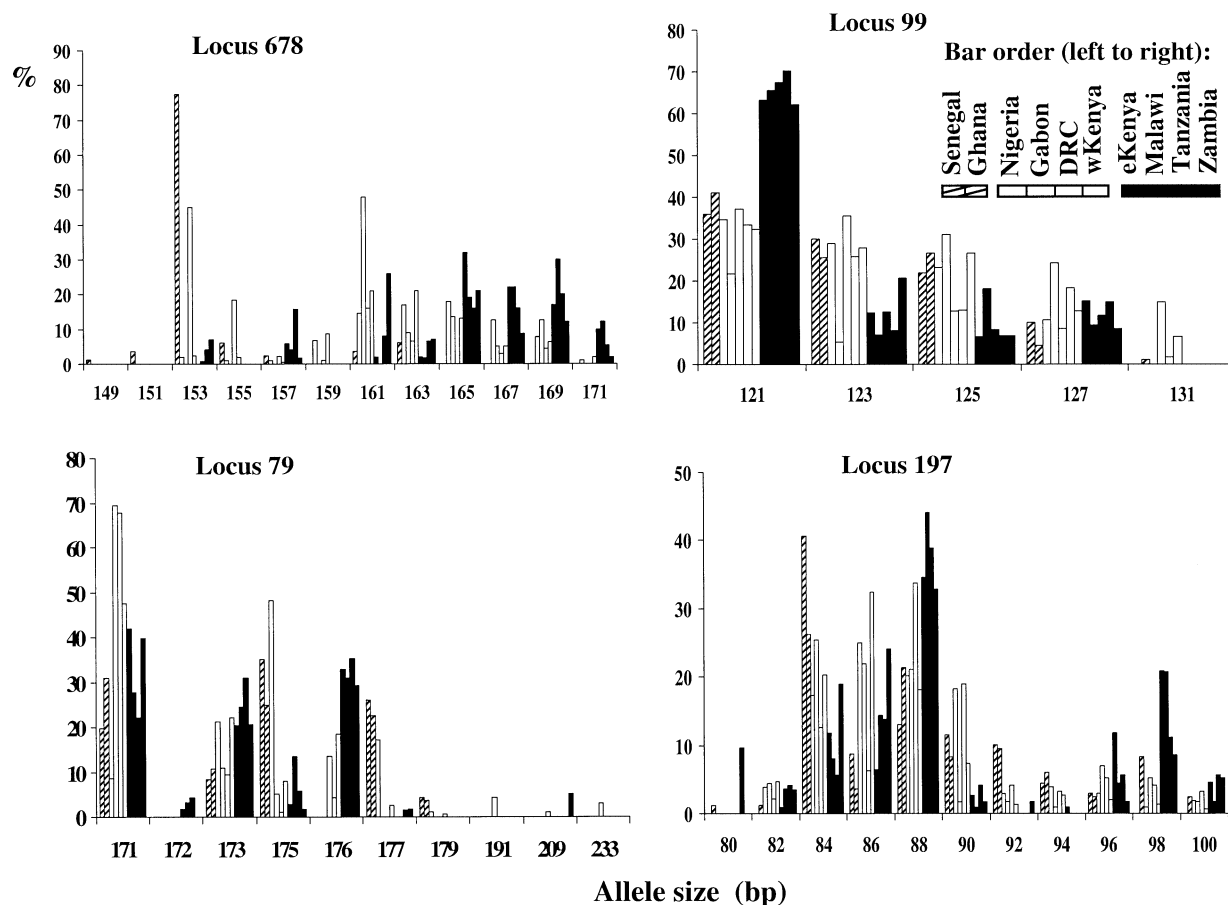 Locus 678
%
90
80
70
60
50
40
30
20
10
0
149 151 153 155 157 159 161 163 165 167 169 171
Locus 99
80
70
60
50
40
30
20
10
0
121 123 125 127 131
Bar order (left to right):
Senegal
Ghana
Nigeria
Gabon
DRC
wKenya
eKenya
Malawi
Tanzania
Zambia
Locus 79
80
70
60
50
40
30
20
10
0
171 172 173 175 176 177 179 191 209 233
Locus 197
50
40
30
20
10
0
80 82 84 86 88 90 92 94 96 98 100
Allele size (bp)